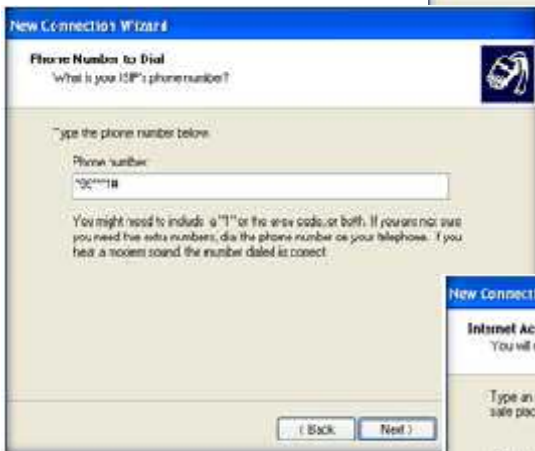 New Connection Wizard
Phone Number to Dial
What is your ISP's phone number?
Type the phone number below.
Phone number:
You might need to include a "1" or the area code, or both. If you are not sure
you need the extra numbers, dial the phone number on your telephone. If you
hear a modem sound, the number dialed is correct.
< Back
Next >
New Connecti
Internet Ac
You will
Type an
safe plac